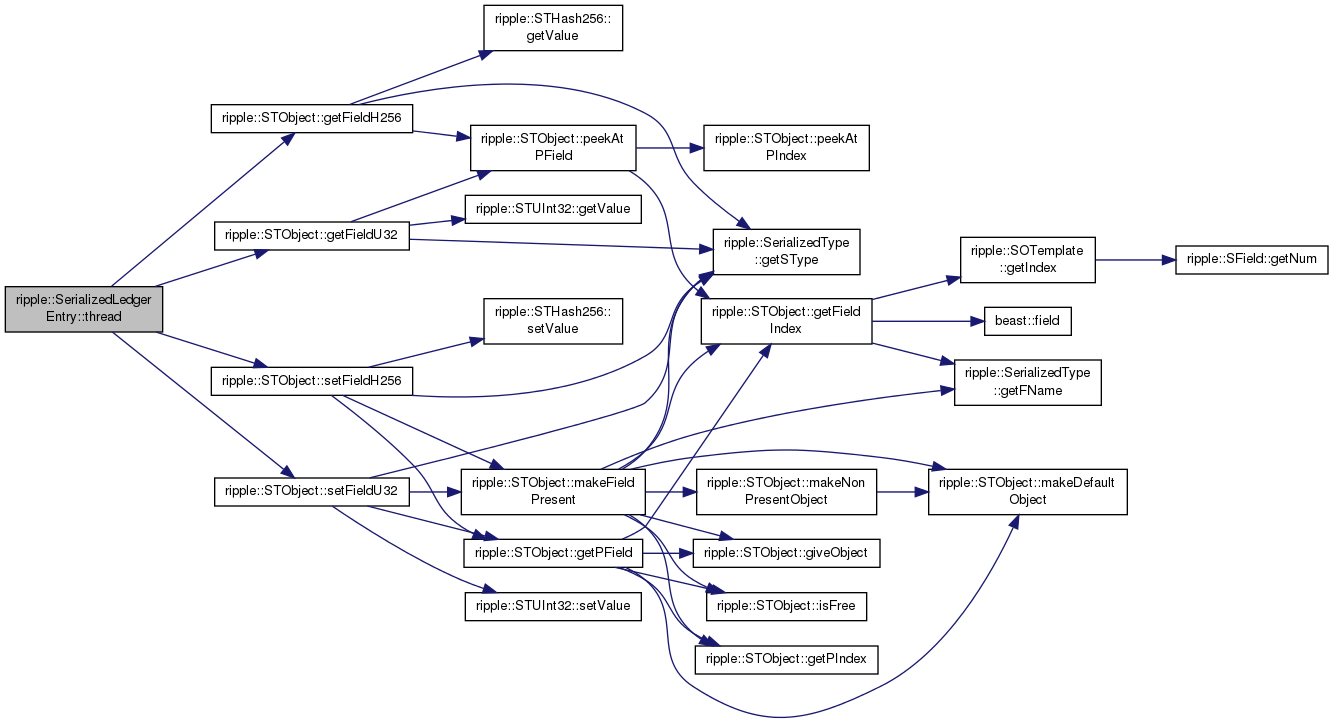 ripple::SerializedLedger
Entry::thread
ripple::STObject::getFieldH256
ripple::STObject::getFieldU32
ripple::STObject::setFieldH256
ripple::STObject::setFieldU32
ripple::STHash256::
getValue
ripple::STObject::peekAt
PField
ripple::STUInt32::getValue
ripple::STHash256::
setValue
ripple::STObject::makeField
Present
ripple::STObject::getPField
ripple::STUInt32::setValue
ripple::STObject::peekAt
PIndex
ripple::SerializedType
::getSType
ripple::STObject::getField
Index
ripple::STObject::makeNon
PresentObject
ripple::STObject::giveObject
ripple::STObject::isFree
ripple::STObject::getPIndex
ripple::SOTemplate
::getIndex
beast::field
ripple::SerializedType
::getFName
ripple::STObject::makeDefault
Object
ripple::SField::getNum